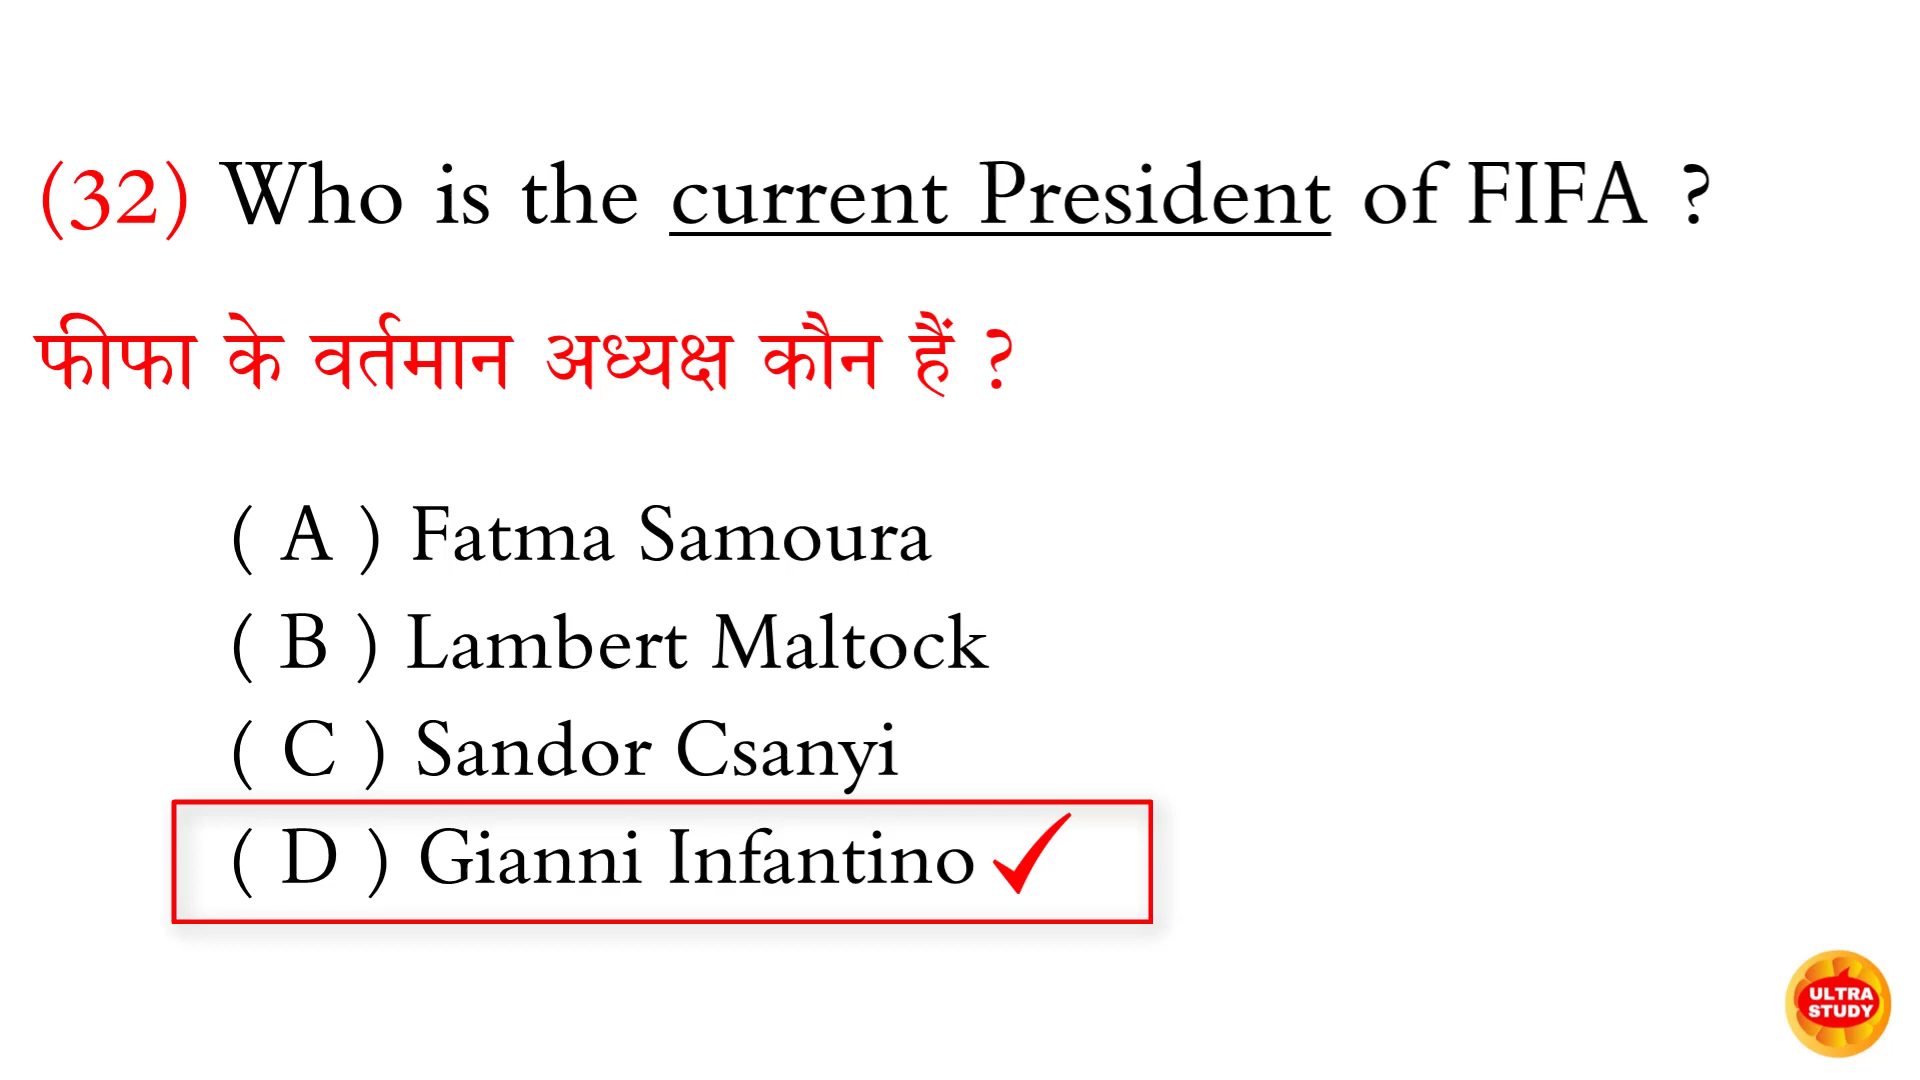 (32) Who is the current President of FIFA ?
फीफा के वर्तमान अध्यक्ष कौन हैं ?
( A ) Fatma Samoura
( B ) Lambert Maltock
( C ) Sandor Csanyi
( D ) Gianni Infantino
ULTRA
STUDY